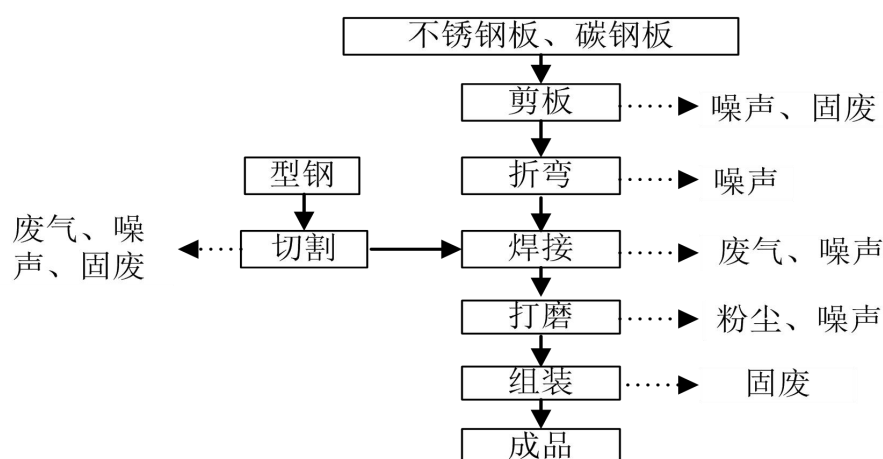 不锈钢板、碳钢板
剪板
噪声、固废
型钢
折弯
噪声
废气、噪
声、固废
切割
焊接
废气、噪声
打磨
粉尘、噪声
组装
固废
成品